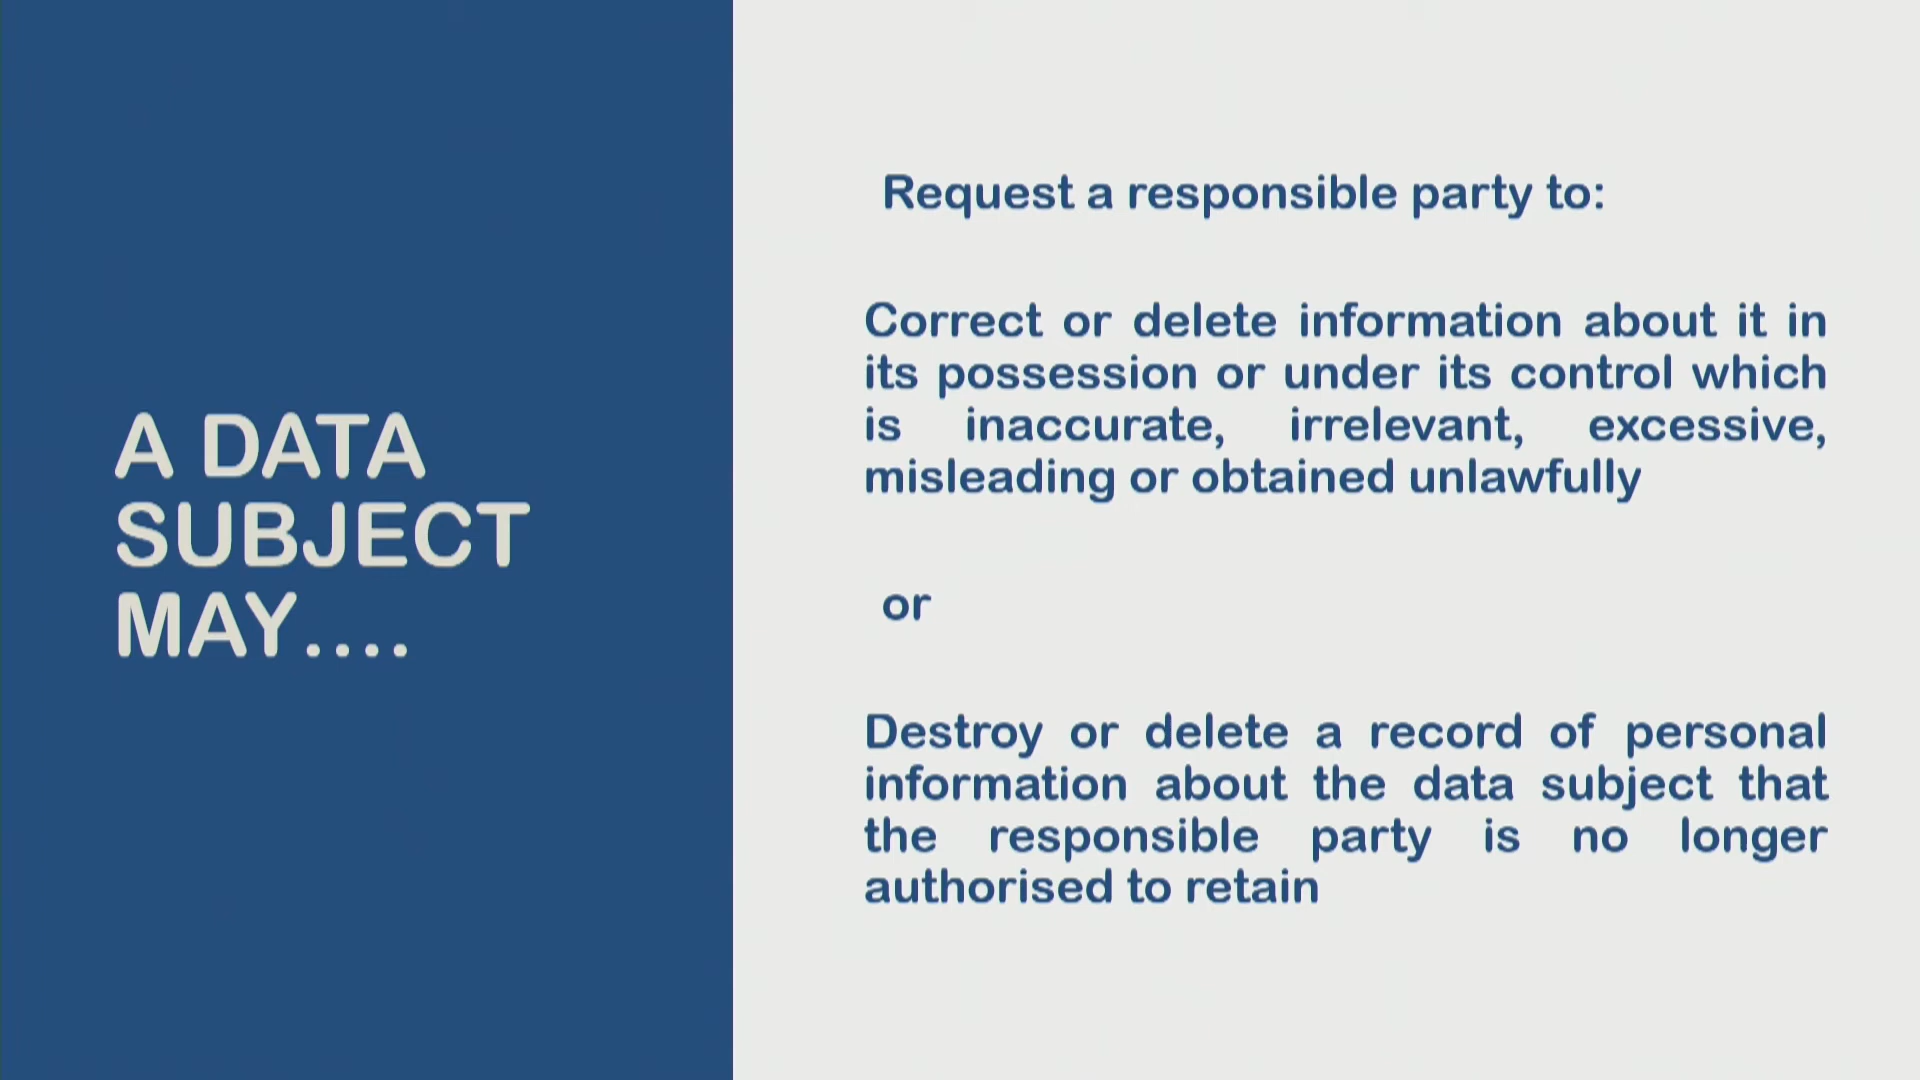 A DATA
SUBJECT
MAY....
Request a responsible party to:
Correct or delete information about it in
its possession or under its control which
is inaccurate, irrelevant, excessive,
misleading or obtained unlawfully
or
Destroy or delete a record of personal
information about the data subject that
the responsible party is no longer
authorised to retain